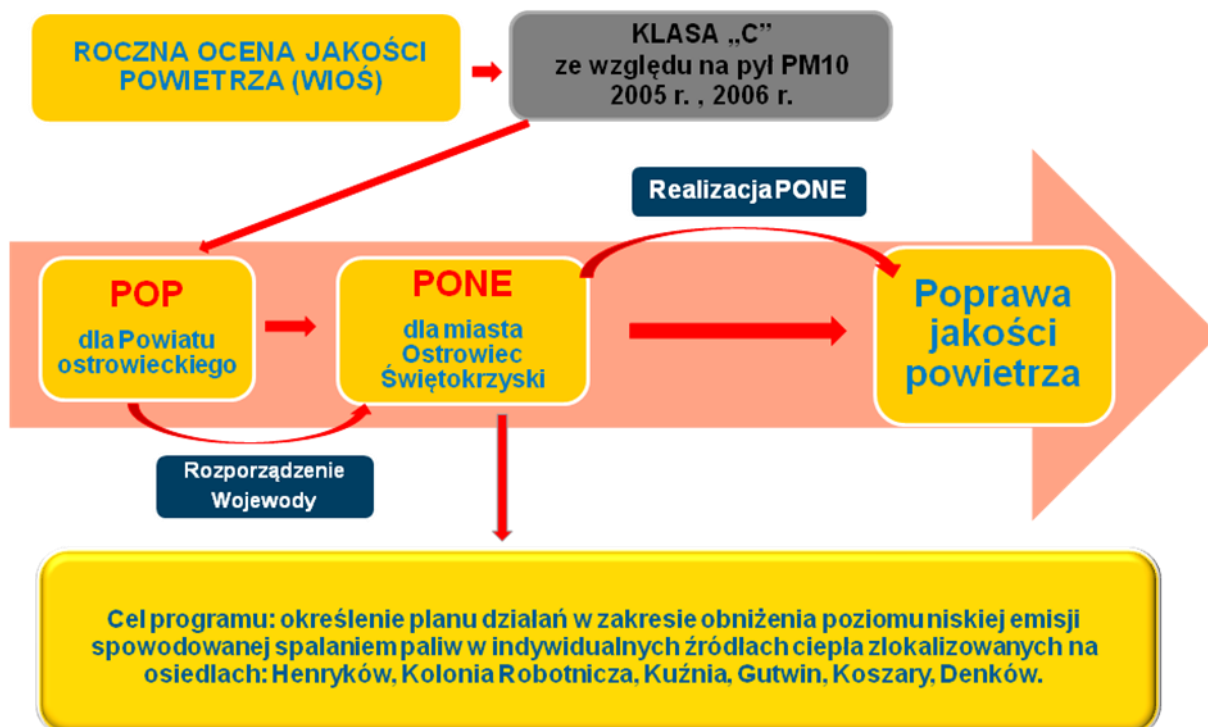 ROCZNA OCENA JAKOŚCI
POWIETRZA (WIOŚ)
KLASA „C”
ze względu na pył PM10
2005 r. , 2006 r.
Realizacja PONE
POP
dla Powiatu
ostrowieckiego
PONE
dla miasta
Ostrowiec
Świętokrzyski
Poprawa
jakości
powietrza
Rozporządzenie
Wojewody
Cel programu: określenie planu działań w zakresie obniżenia poziomu niskiej emisji
spowodowanej spalaniem paliw w indywidualnych źródłach ciepła zlokalizowanych na
osiedlach: Henryków, Kolonia Robotnicza, Kuźnia, Gutwin, Koszary, Denków.